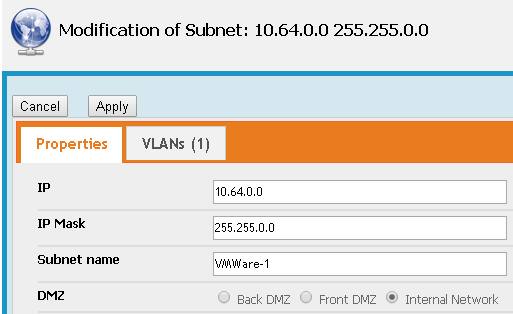 Modification of Subnet: 10.64.0.0 255.255.0.0
Cancel Apply
Properties VLANs (1)
IP 10.64.0.0
IP Mask 255.255.0.0
Subnet name VMWare-1
DMZ Back DMZ Front DMZ Internal Network